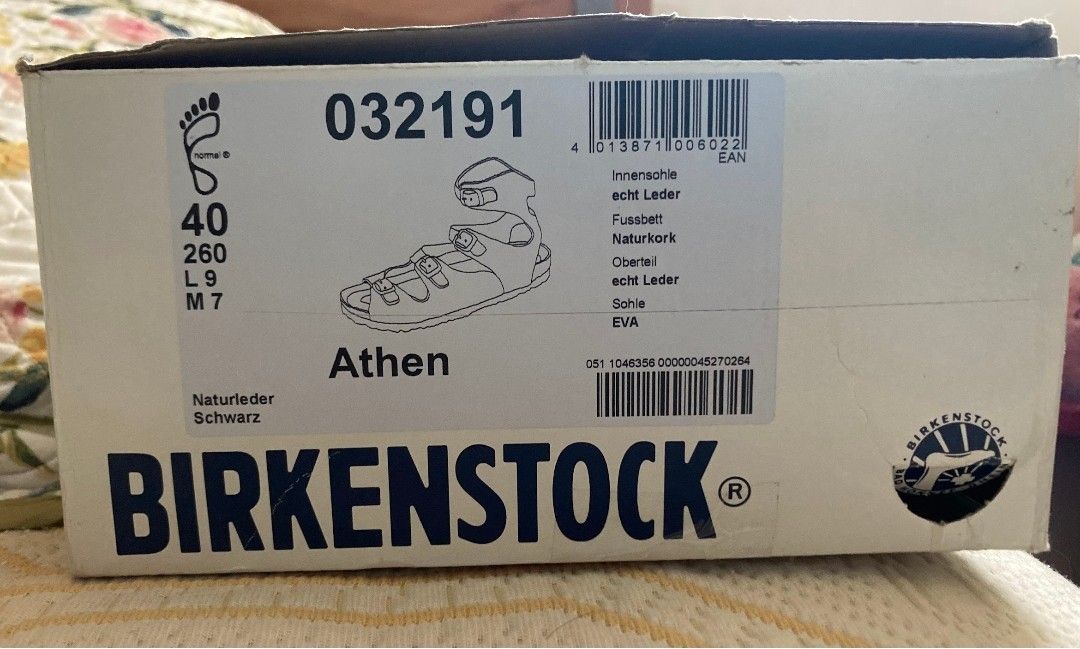 032191
normal ®
40
260
L 9
M 7
4 013871 006022
EAN
Innensohle
echt Leder
Fussbett
Naturkork
Oberteil
echt Leder
Sohle
EVA
Athen
051 1046356 00000045270264
Naturleder
Schwarz
BIRKENSTOCK®
BIRKENSTOCK